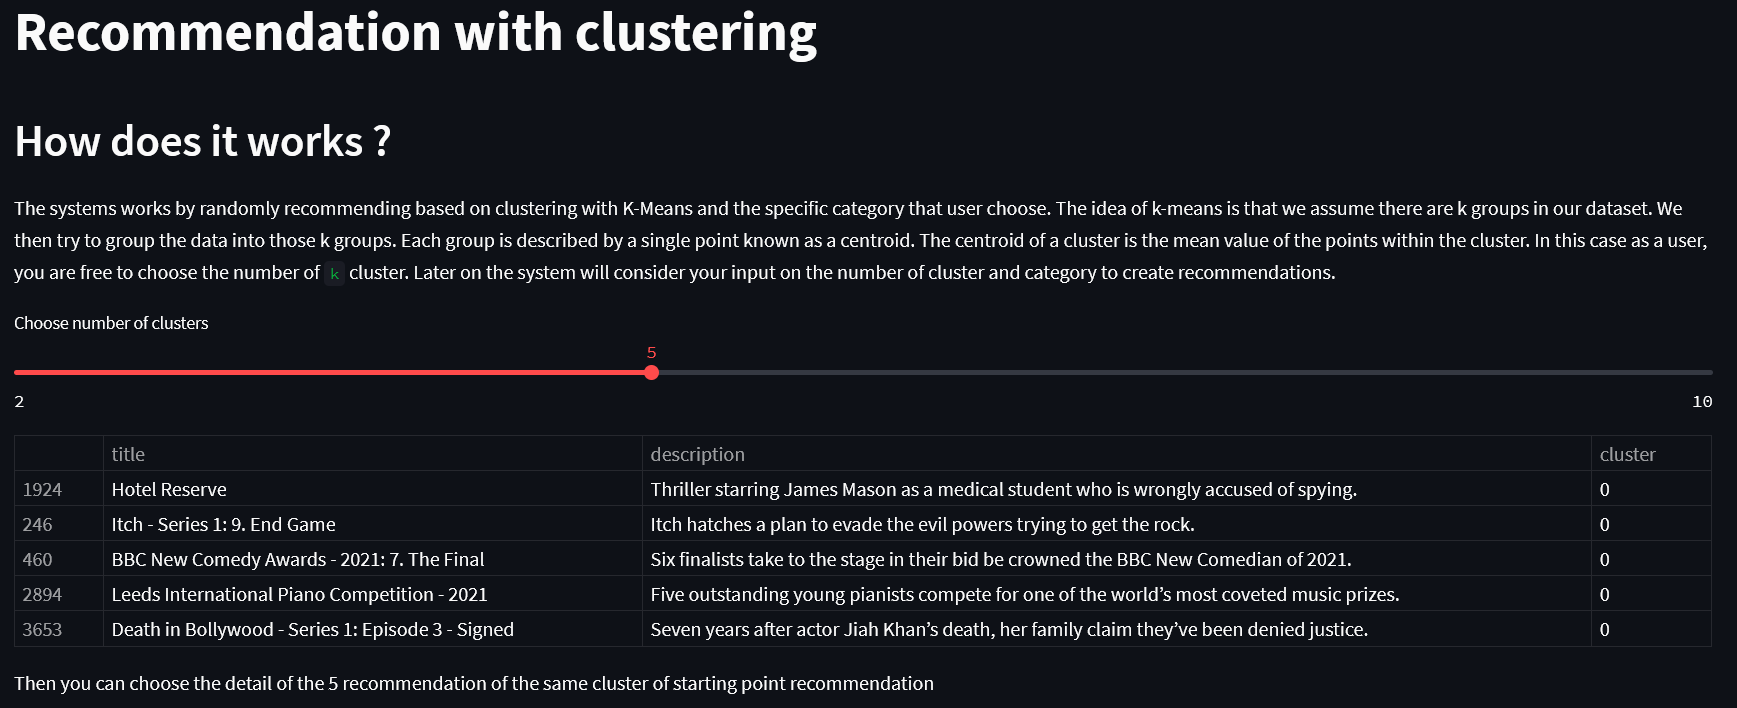 Recommendation with clustering
How does it works ?
The systems works by randomly recommending based on clustering with K-Means and the specific category that user choose. The idea of k-means is that we assume there are k groups in our dataset. We
then try to group the data into those k groups. Each group is described by a single point known as a centroid. The centroid of a cluster is the mean value of the points within the cluster. In this case as a user,
you are free to choose the number of k cluster. Later on the system will consider your input on the number of cluster and category to create recommendations.
Choose number of clusters
5
2 10
title description cluster
1924 Hotel Reserve Thriller starring James Mason as a medical student who is wrongly accused of spying. 0
246 Itch - Series 1: 9. End Game Itch hatches a plan to evade the evil powers trying to get the rock. 0
460 BBC New Comedy Awards - 2021: 7. The Final Six finalists take to the stage in their bid be crowned the BBC New Comedian of 2021. 0
2894 Leeds International Piano Competition - 2021 Five outstanding young pianists compete for one of the world’s most coveted music prizes. 0
3653 Death in Bollywood - Series 1: Episode 3 - Signed Seven years after actor Jiah Khan’s death, her family claim they’ve been denied justice. 0
Then you can choose the detail of the 5 recommendation of the same cluster of starting point recommendation